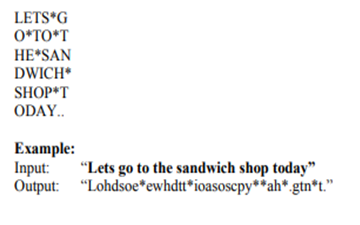 LETS*G
O*TO*T
HE*SAN
DWICH*
SHOP*T
ODAY..
Example:
Input: “Lets go to the sandwich shop today”
Output: “Lohdsoe*ewhdtt*ioasoscpy**ah*.gtn*t.”